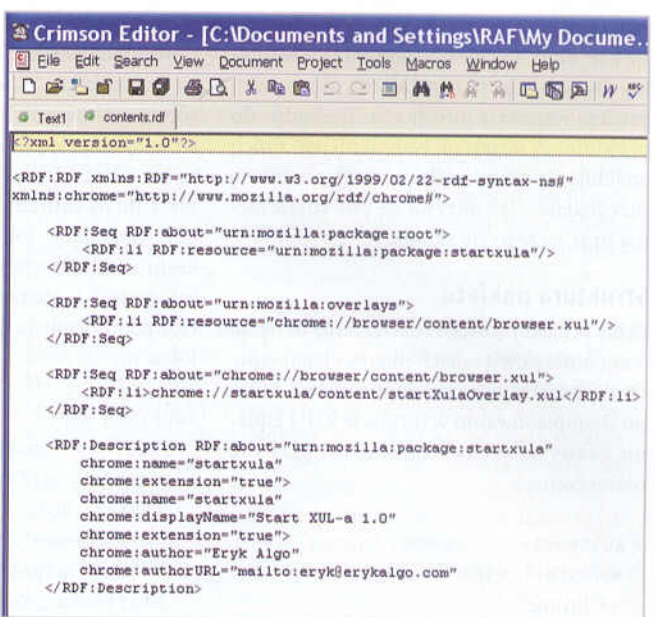 Crimson Editor - [C:\Documents and Settings\RAF\My Docume..
File Edit Search View Document Project Tools Macros Window Help
Text1 contents.rdf
<?xml version="1.0"?>
<RDF:RDF xmlns:RDF="http://www.w3.org/1999/02/22-rdf-syntax-ns#"
xmlns:chrome="http://www.mozilla.org/rdf/chrome#">
<RDF:Seq RDF:about="urn:mozilla:package:root">
<RDF:li RDF:resource="urn:mozilla:package:startxula"/>
</RDF:Seq>
<RDF:Seq RDF:about="urn:mozilla:overlays">
<RDF:li RDF:resource="chrome://browser/content/browser.xul"/>
</RDF:Seq>
<RDF:Seq RDF:about="chrome://browser/content/browser.xul">
<RDF:li>chrome://startxula/content/startXulaOverlay.xul</RDF:li>
</RDF:Seq>
<RDF:Description RDF:about="urn:mozilla:package:startxula"
chrome:name="startxula"
chrome:extension="true">
chrome:name="startxula"
chrome:displayName="Start XUL-a 1.0"
chrome:extension="true">
chrome:author="Eryk Algo"
chrome:authorURL="mailto:eryk@erykalgo.com"
</RDF:Description>